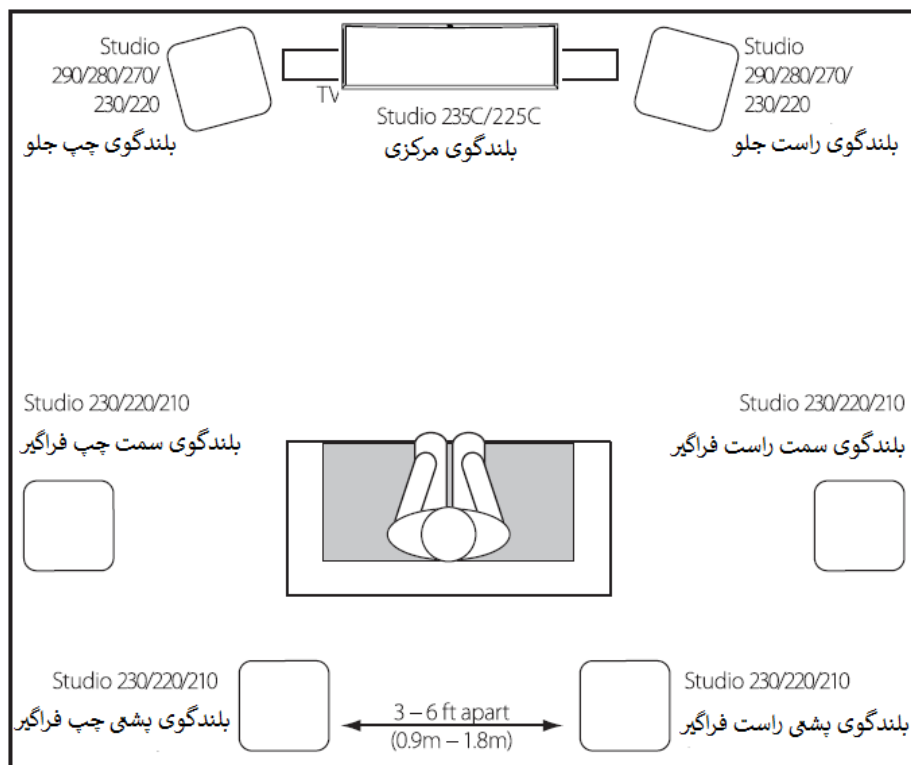 Studio
290/280/270/
230/220
بلندگوی چپ جلو
TV
Studio 235C/225C
بلندگوی مرکزی
Studio
290/280/270/
230/220
بلندگوی راست جلو
Studio 230/220/210
بلندگوی سمت چپ فراگیر
Studio 230/220/210
بلندگوی سمت راست فراگیر
Studio 230/220/210
بلندگوی پشتی چپ فراگیر
3 – 6 ft apart
(0.9m – 1.8m)
Studio 230/220/210
بلندگوی پشتی راست فراگیر